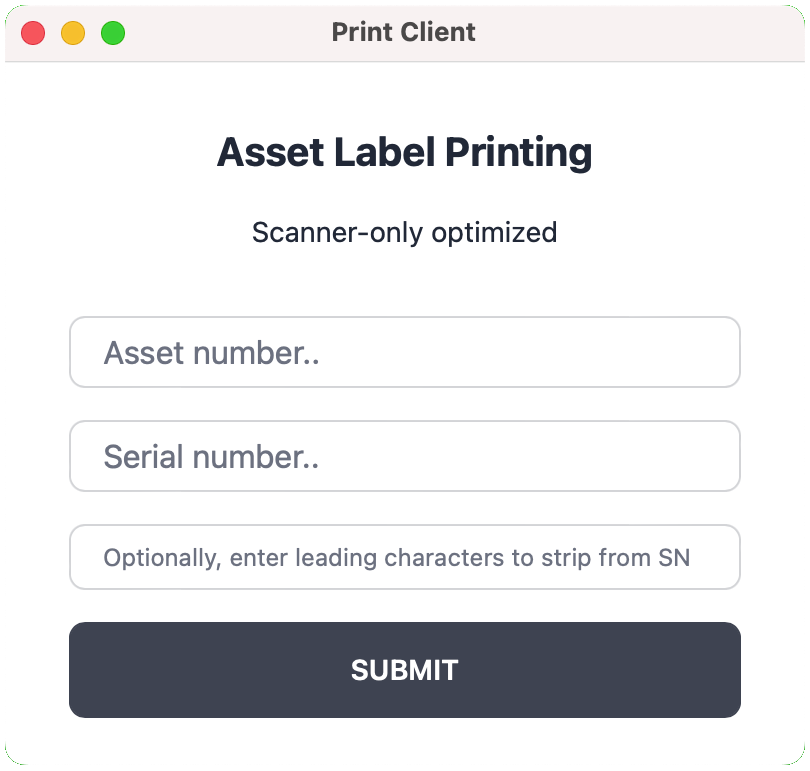 Print Client
Asset Label Printing
Scanner-only optimized
Asset number..
Serial number..
Optionally, enter leading characters to strip from SN
SUBMIT